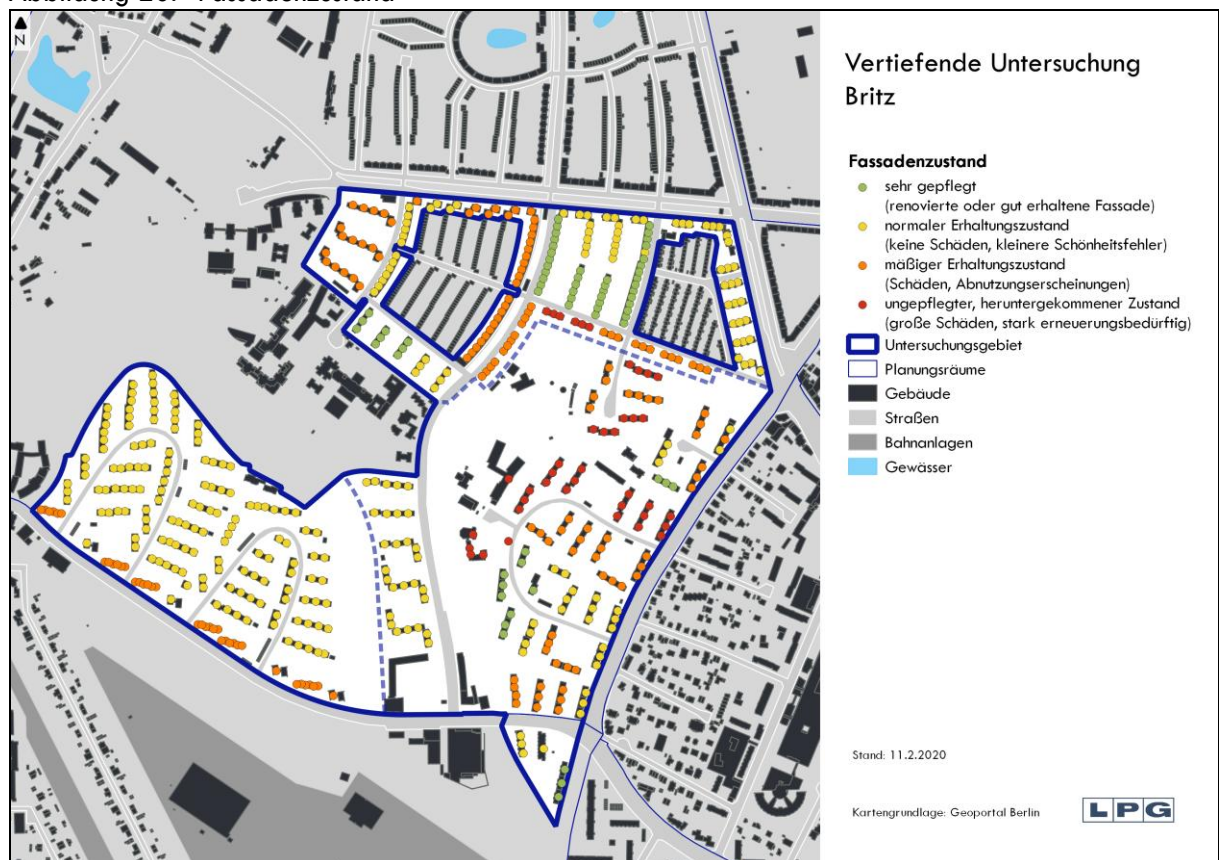 Abbildung 26: Fassadenzustand
N
Vertiefende Untersuchung
Britz
Fassadenzustand
sehr gepflegt
(renovierte oder gut erhaltene Fassade)
normaler Erhaltungszustand
(keine Schäden, kleinere Schönheitsfehler)
mäßiger Erhaltungszustand
(Schäden, Abnutzungserscheinungen)
ungepflegter, heruntergekommener Zustand
(große Schäden, stark erneuerungsbedürftig)
Untersuchungsgebiet
Planungsräume
Gebäude
Straßen
Bahnanlagen
Gewässer
Stand: 11.2.2020
Kartengrundlage: Geoportal Berlin
LPG